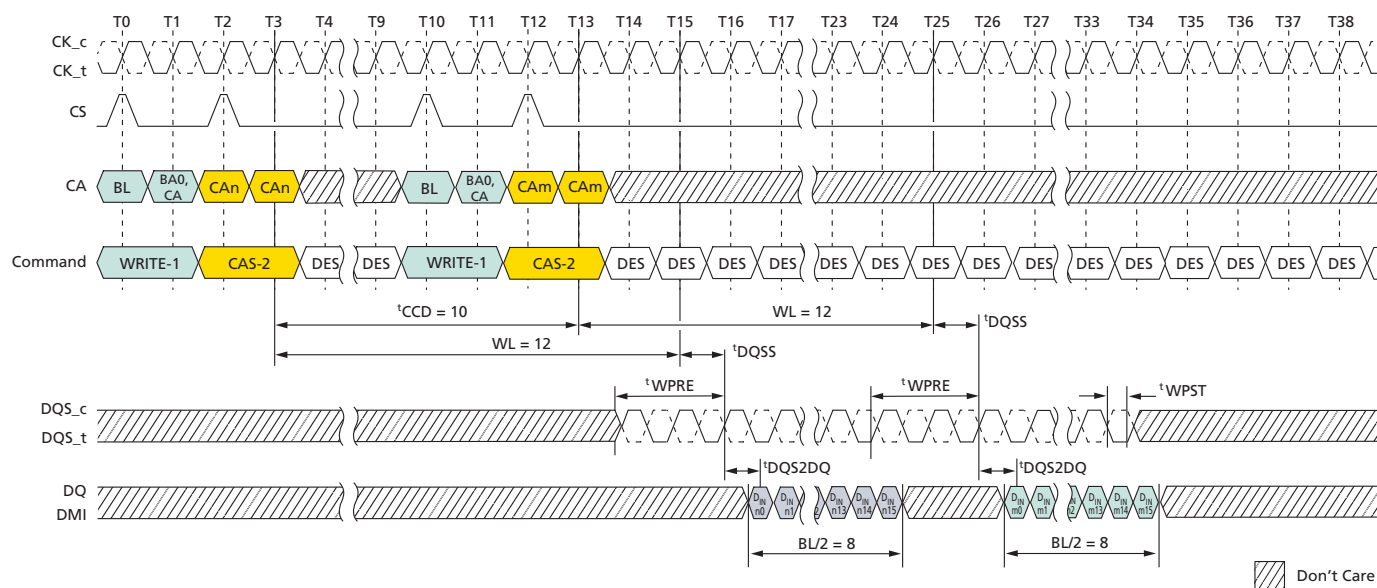 T0 T1 T2 T3 T4 T9 T10 T11 T12 T13 T14 T15 T16 T17 T23 T24 T25 T26 T27 T33 T34 T35 T36 T37 T38
CK_c
CK_t
CS
CA BL BA0, CA CAn CAn BL BA0, CA CAm CAm
Command WRITE-1 CAS-2 DES DES WRITE-1 CAS-2 DES DES DES DES DES DES DES DES DES DES DES DES DES DES DES
tCCD = 10 WL = 12 tDQSS
WL = 12 tDQSS
tWPRE tWPRE tWPST
DQS_c
DQS_t
tDQS2DQ tDQS2DQ
DQ DIN n0 DIN n1 DIN n13 DIN n14 DIN n15 DIN m0 DIN m1 DIN m13 DIN m14 DIN m15
DMI
BL/2 = 8 BL/2 = 8
Don't Care